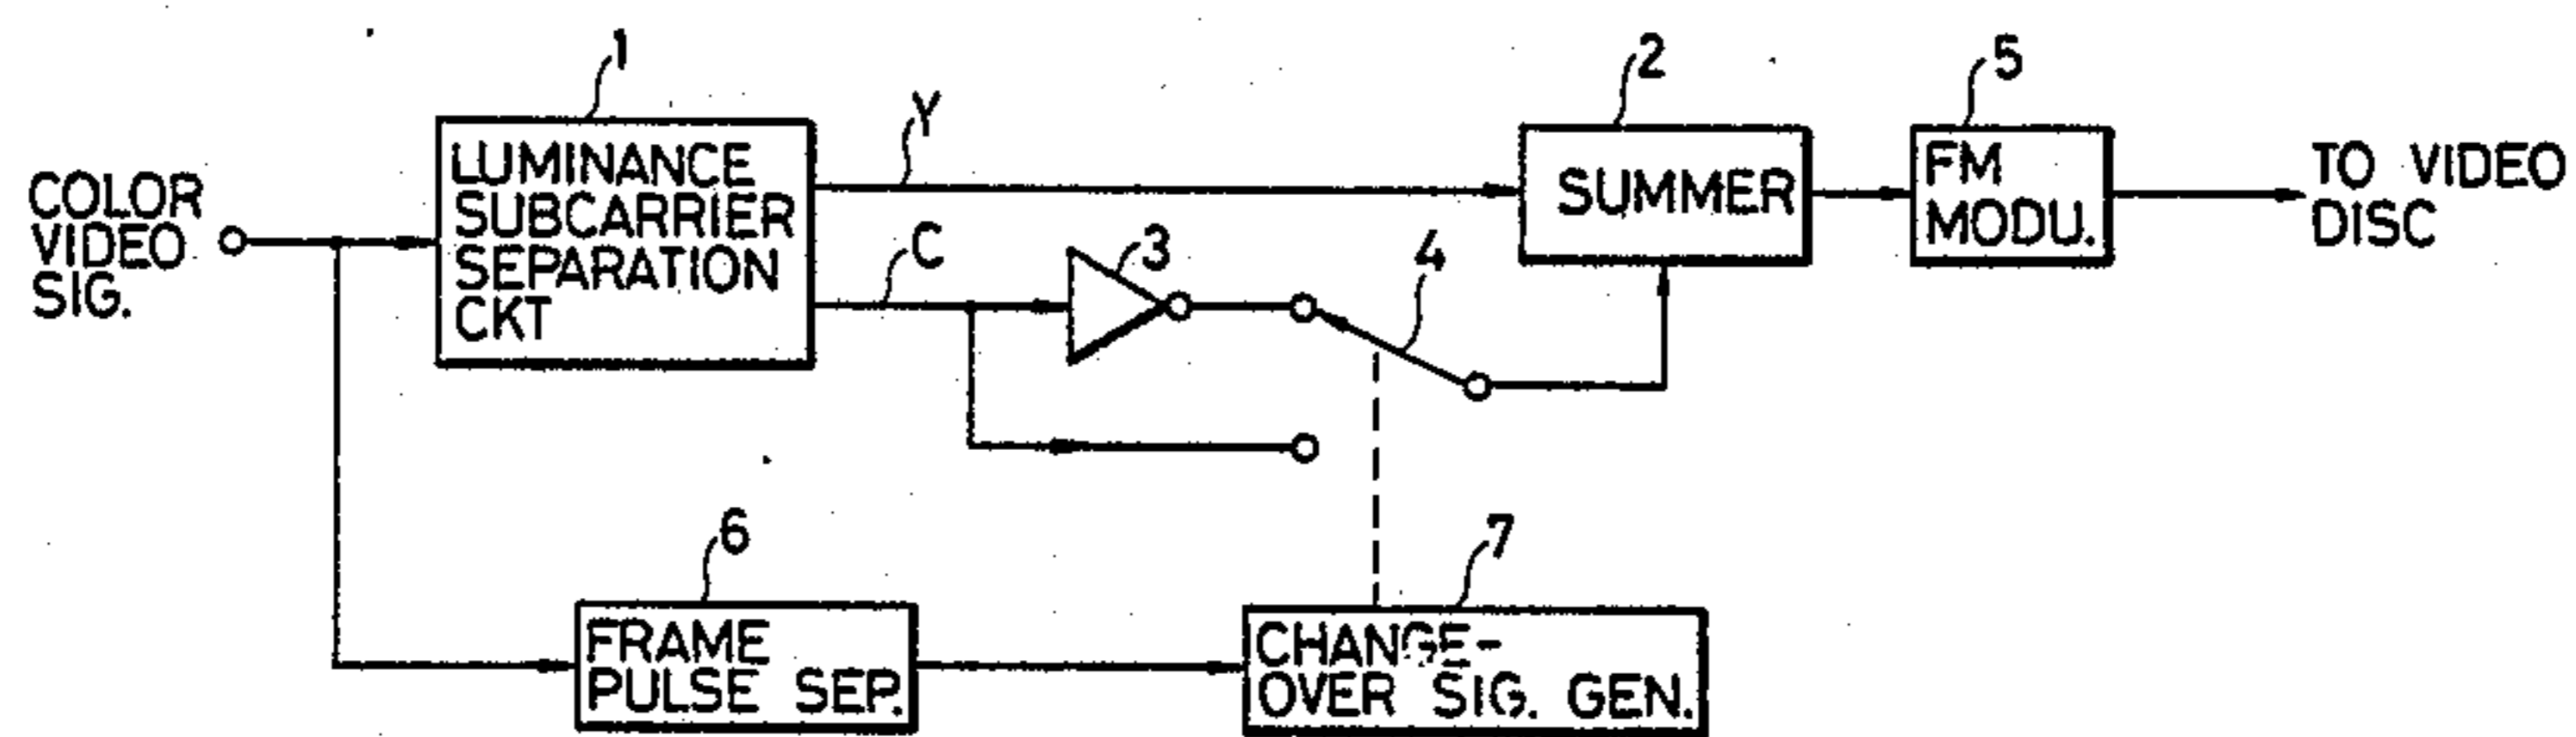 1
2
5
Y
LUMINANCE
SUBCARRIER
SEPARATION
CKT
COLOR
VIDEO
SIG.
SUMMER
FM
MODU.
TO VIDEO
DISC
C
3
4
6
7
FRAME
PULSE SEP.
CHANGE-
OVER SIG. GEN.